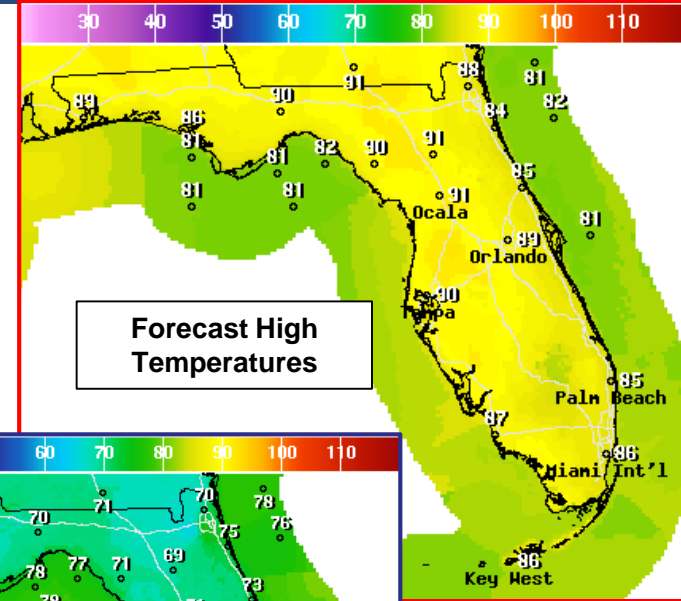 30 40 50 60 70 80 90 100 110
91 88 81
89 90 82
86 84
81 91
81 82 90
85
81 81 91
Ocala
89 81
Orlando
90
Tampa
Forecast High
Temperatures
85
Palm Beach
87
86
Miami Int'l
60 70 80 90 100 110
71 70 78
70 75 76
78 77 71 69
73
86
Key West